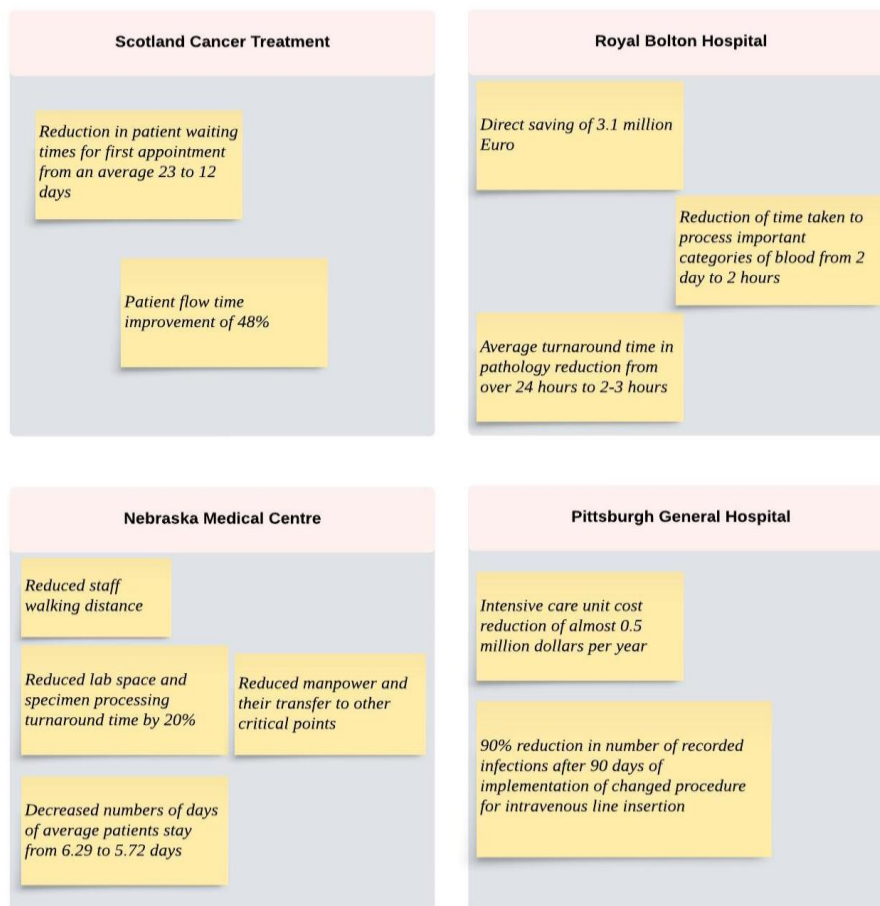 Scotland Cancer Treatment
Reduction in patient waiting
times for first appointment
from an average 23 to 12
days
Patient flow time
improvement of 48%
Royal Bolton Hospital
Direct saving of 3.1 million
Euro
Reduction of time taken to
process important
categories of blood from 2
day to 2 hours
Average turnaround time in
pathology reduction from
over 24 hours to 2-3 hours
Nebraska Medical Centre
Reduced staff
walking distance
Reduced lab space and
specimen processing
turnaround time by 20%
Reduced manpower and
their transfer to other
critical points
Decreased numbers of days
of average patients stay
from 6.29 to 5.72 days
Pittsburgh General Hospital
Intensive care unit cost
reduction of almost 0.5
million dollars per year
90% reduction in number of recorded
infections after 90 days of
implementation of changed procedure
for intravenous line insertion